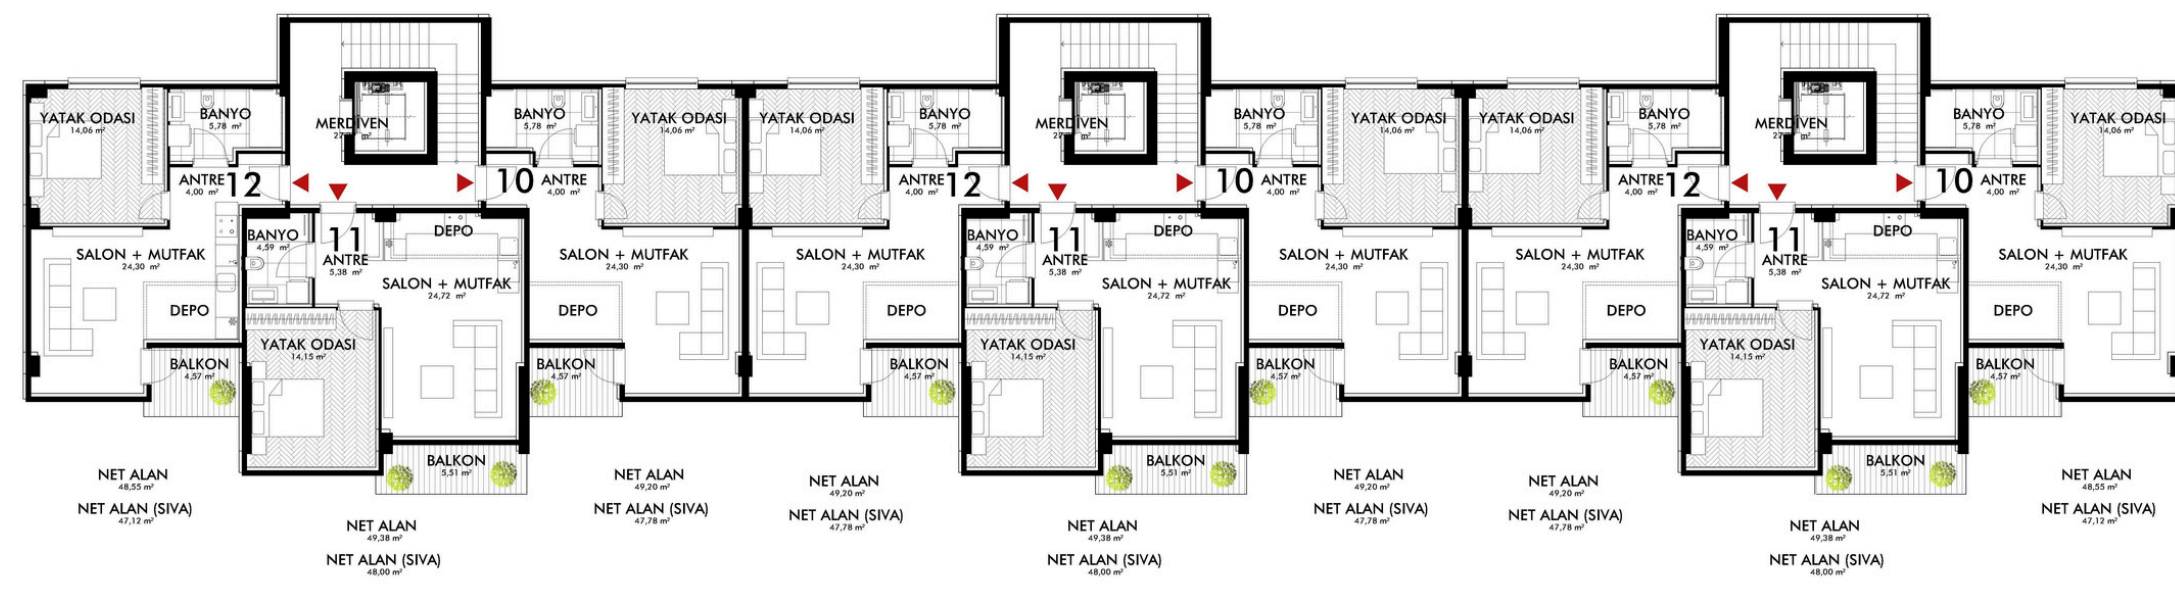 YATAK ODASI
14,06 m²
BANYO
5,78 m²
MERDİVEN
ANTRE
4,00 m²
12
10
ANTRE
4,00 m²
BANYO
5,78 m²
YATAK ODASI
14,06 m²
SALON + MUTFAK
24,30 m²
DEPO
BALKON
4,57 m²
BANYO
4,59 m²
11
ANTRE
5,38 m²
DEPO
SALON + MUTFAK
24,72 m²
YATAK ODASI
14,15 m²
BALKON
5,51 m²
SALON + MUTFAK
24,30 m²
DEPO
BALKON
4,57 m²
NET ALAN
48,55 m²
NET ALAN (SIVA)
47,12 m²
NET ALAN
49,38 m²
NET ALAN (SIVA)
48,00 m²
NET ALAN
49,20 m²
NET ALAN (SIVA)
47,78 m²
YATAK ODASI
14,06 m²
BANYO
5,78 m²
MERDİVEN
ANTRE
4,00 m²
12
10
ANTRE
4,00 m²
BANYO
5,78 m²
YATAK ODASI
14,06 m²
SALON + MUTFAK
24,30 m²
DEPO
BALKON
4,57 m²
BANYO
4,59 m²
11
ANTRE
5,38 m²
DEPO
SALON + MUTFAK
24,72 m²
YATAK ODASI
14,15 m²
BALKON
5,51 m²
SALON + MUTFAK
24,30 m²
DEPO
BALKON
4,57 m²
NET ALAN
49,20 m²
NET ALAN (SIVA)
47,78 m²
NET ALAN
49,38 m²
NET ALAN (SIVA)
48,00 m²
NET ALAN
49,20 m²
NET ALAN (SIVA)
47,78 m²
YATAK ODASI
14,06 m²
BANYO
5,78 m²
MERDİVEN
ANTRE
4,00 m²
12
10
ANTRE
4,00 m²
BANYO
5,78 m²
YATAK ODASI
14,06 m²
SALON + MUTFAK
24,30 m²
DEPO
BALKON
4,57 m²
BANYO
4,59 m²
11
ANTRE
5,38 m²
DEPO
SALON + MUTFAK
24,72 m²
YATAK ODASI
14,15 m²
BALKON
5,51 m²
SALON + MUTFAK
24,30 m²
DEPO
BALKON
4,57 m²
NET ALAN
49,20 m²
NET ALAN (SIVA)
47,78 m²
NET ALAN
49,38 m²
NET ALAN (SIVA)
48,00 m²
NET ALAN
48,55 m²
NET ALAN (SIVA)
47,12 m²